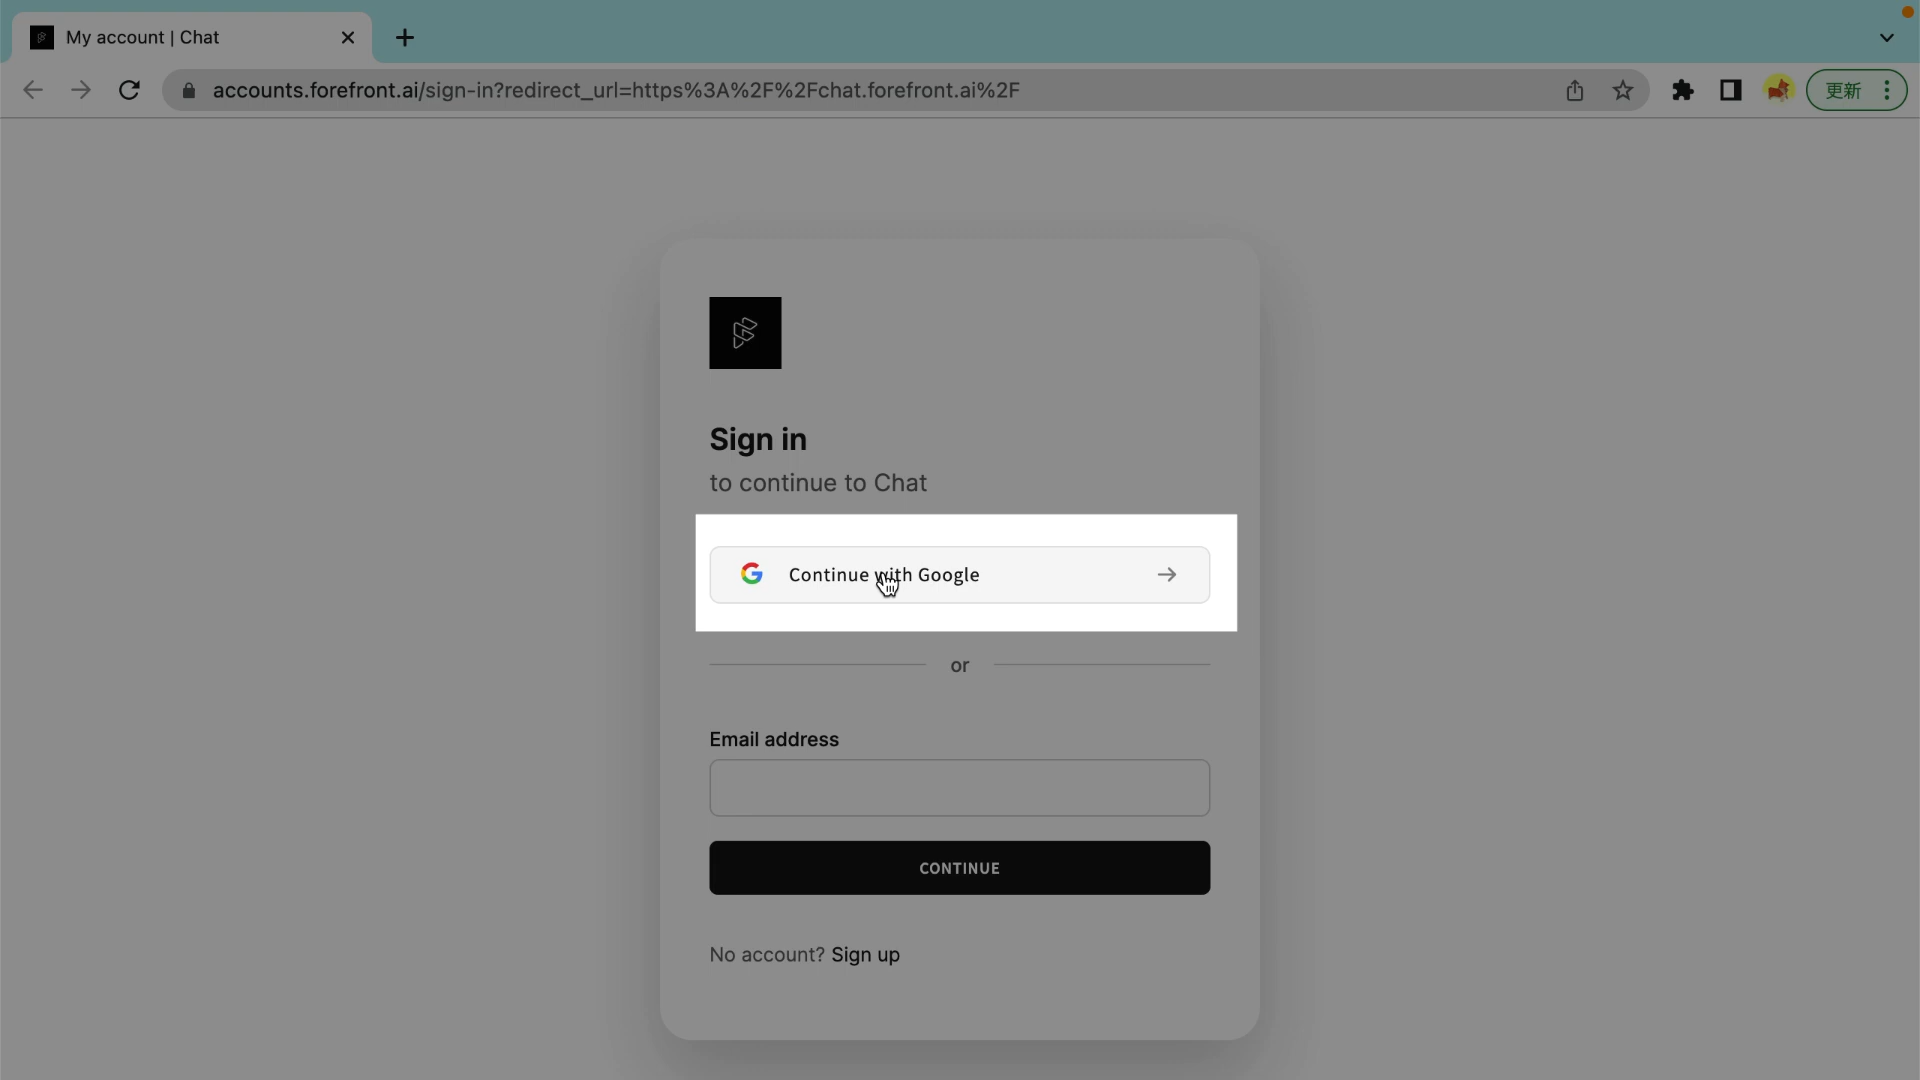 My account | Chat
accounts.forefront.ai/sign-in?redirect_url=https%3A%2F%2Fchat.forefront.ai%2F
更新
Sign in
to continue to Chat
Continue with Google
or
Email address
CONTINUE
No account? Sign up